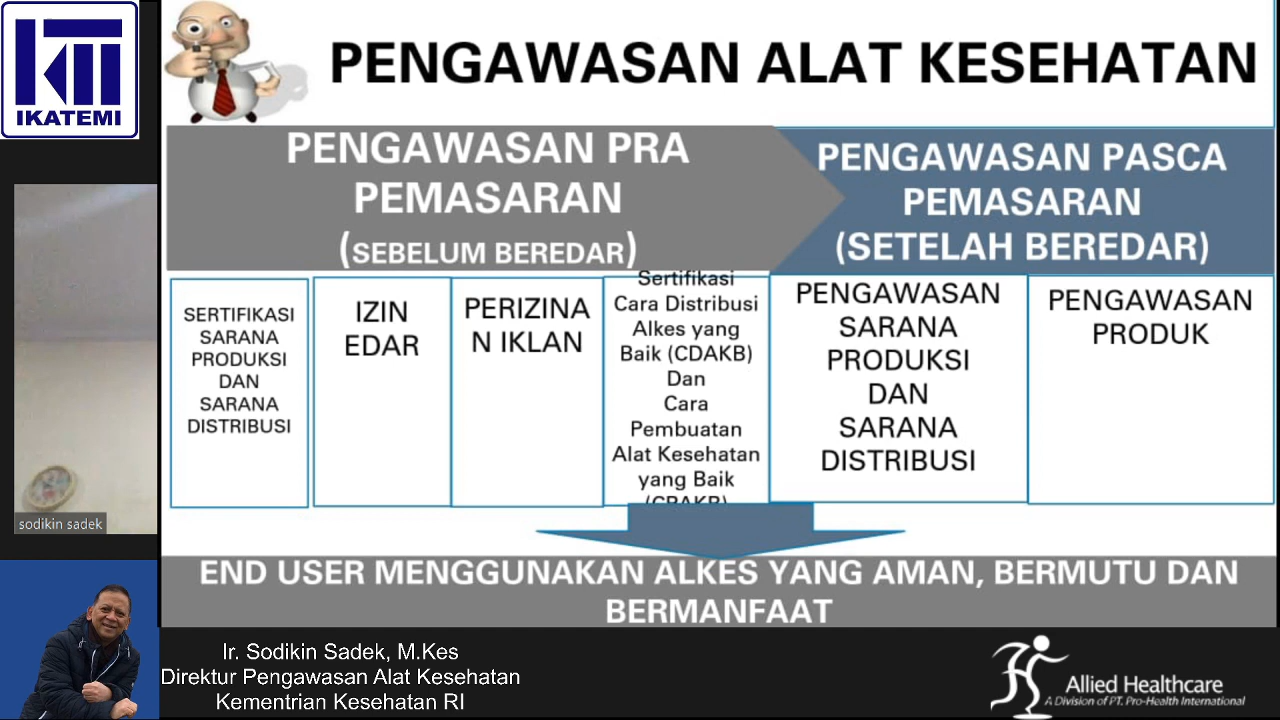 IKATEMI
PENGAWASAN ALAT KESEHATAN
PENGAWASAN PRA
PEMASARAN
(SEBELUM BEREDAR)
PENGAWASAN PASCA
PEMASARAN
(SETELAH BEREDAR)
SERTIFIKASI
SARANA
PRODUKSI
DAN
SARANA
DISTRIBUSI
IZIN
EDAR
PERIZINA
N IKLAN
Sertifikasi
Cara Distribusi
Alkes yang
Baik (CDAKB)
Dan
Cara
Pembuatan
Alat Kesehatan
yang Baik
(CPAKB)
PENGAWASAN
SARANA
PRODUKSI
DAN
SARANA
DISTRIBUSI
PENGAWASAN
PRODUK
END USER MENGGUNAKAN ALKES YANG AMAN, BERMUTU DAN
BERMANFAAT
sodikin sadek
Ir. Sodikin Sadek, M.Kes
Direktur Pengawasan Alat Kesehatan
Kementrian Kesehatan RI
Allied Healthcare
A Division of PT. Pro-Health International